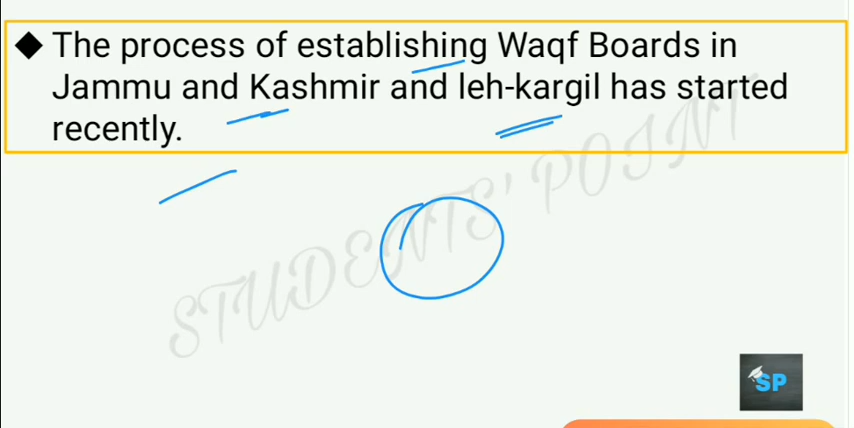 ◆ The process of establishing Waqf Boards in
Jammu and Kashmir and leh-kargil has started
recently.
STUDENTS' POINT
SP